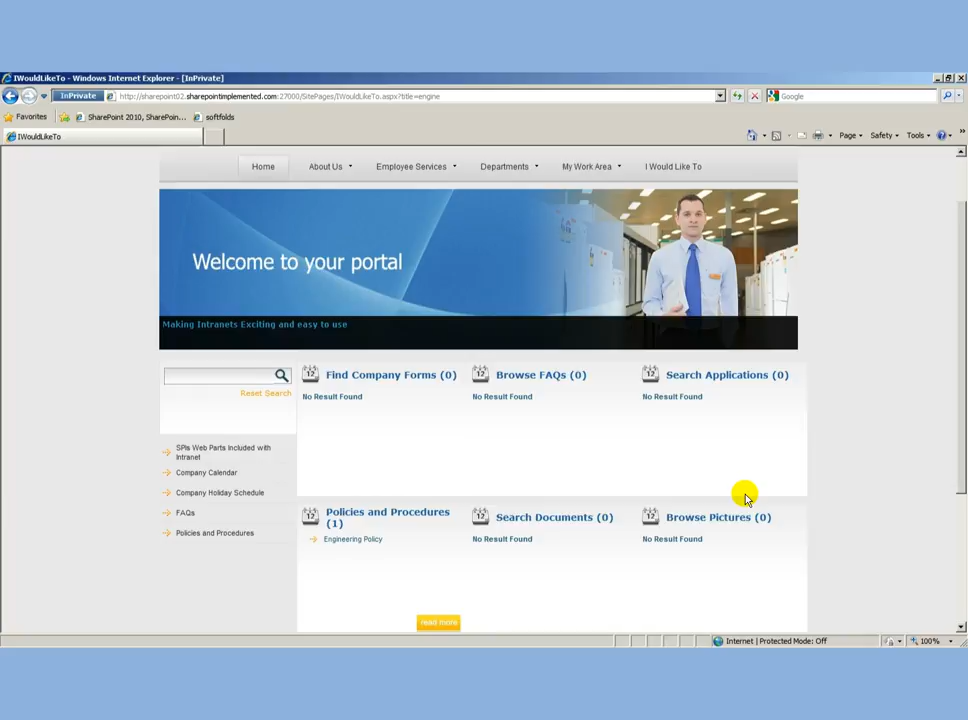 IWouldLikeTo - Windows Internet Explorer - [InPrivate]
InPrivate http://sharepoint02.sharepointimplemented.com:27000/SitePages/IWouldLikeTo.aspx?title=engine Google
Favorites SharePoint 2010, SharePoin... softfolds
IWouldLikeTo Page Safety Tools
Home About Us Employee Services Departments My Work Area I Would Like To
Welcome to your portal
Making Intranets Exciting and easy to use
Find Company Forms (0) Browse FAQs (0) Search Applications (0)
Reset Search No Result Found No Result Found No Result Found
SPIs Web Parts Included with
Intranet
Company Calendar
Company Holiday Schedule
FAQs
Policies and Procedures
Policies and Procedures
(1) Search Documents (0) Browse Pictures (0)
Engineering Policy No Result Found No Result Found
read more
Internet | Protected Mode: Off 100%